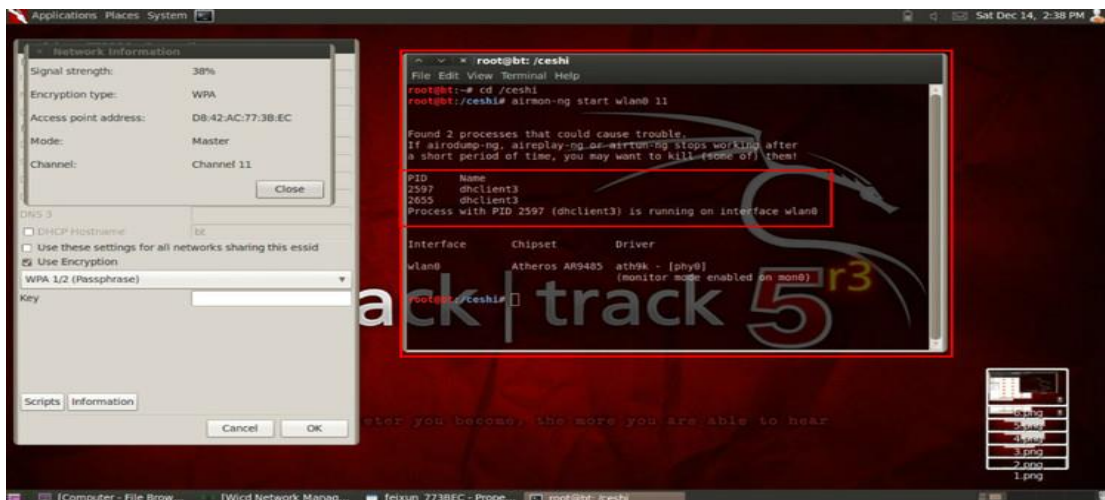 Applications Places System
Sat Dec 14, 2:38 PM
Network Information
Signal strength: 38%
Encryption type: WPA
Access point address: D8:42:AC:77:3B:EC
Mode: Master
Channel: Channel 11
Close
DNS 3
DHCP Hostname: bt
Use these settings for all networks sharing this essid
Use Encryption
WPA 1/2 (Passphrase)
Key
Scripts Information
Cancel OK
root@bt: /ceshi
File Edit View Terminal Help
root@bt:~# cd /ceshi
root@bt:/ceshi# airmon-ng start wlan0 11
Found 2 processes that could cause trouble.
If airodump-ng, aireplay-ng or airtun-ng stops working after
a short period of time, you may want to kill (some of) them!
PID Name
2597 dhclient3
2655 dhclient3
Process with PID 2597 (dhclient3) is running on interface wlan0
Interface Chipset Driver
wlan0 Atheros AR9485 ath9k - [phy0]
(monitor mode enabled on mon0)
root@bt:/ceshi#
ack | track 5 r3
you become, the more you are able to hear
6.png
5.png
4.png
3.png
2.png
1.png
[Computer - File Brow...
[Wicd Network Manag...
feixun_773BEC - Prope...
root@bt: /ceshi